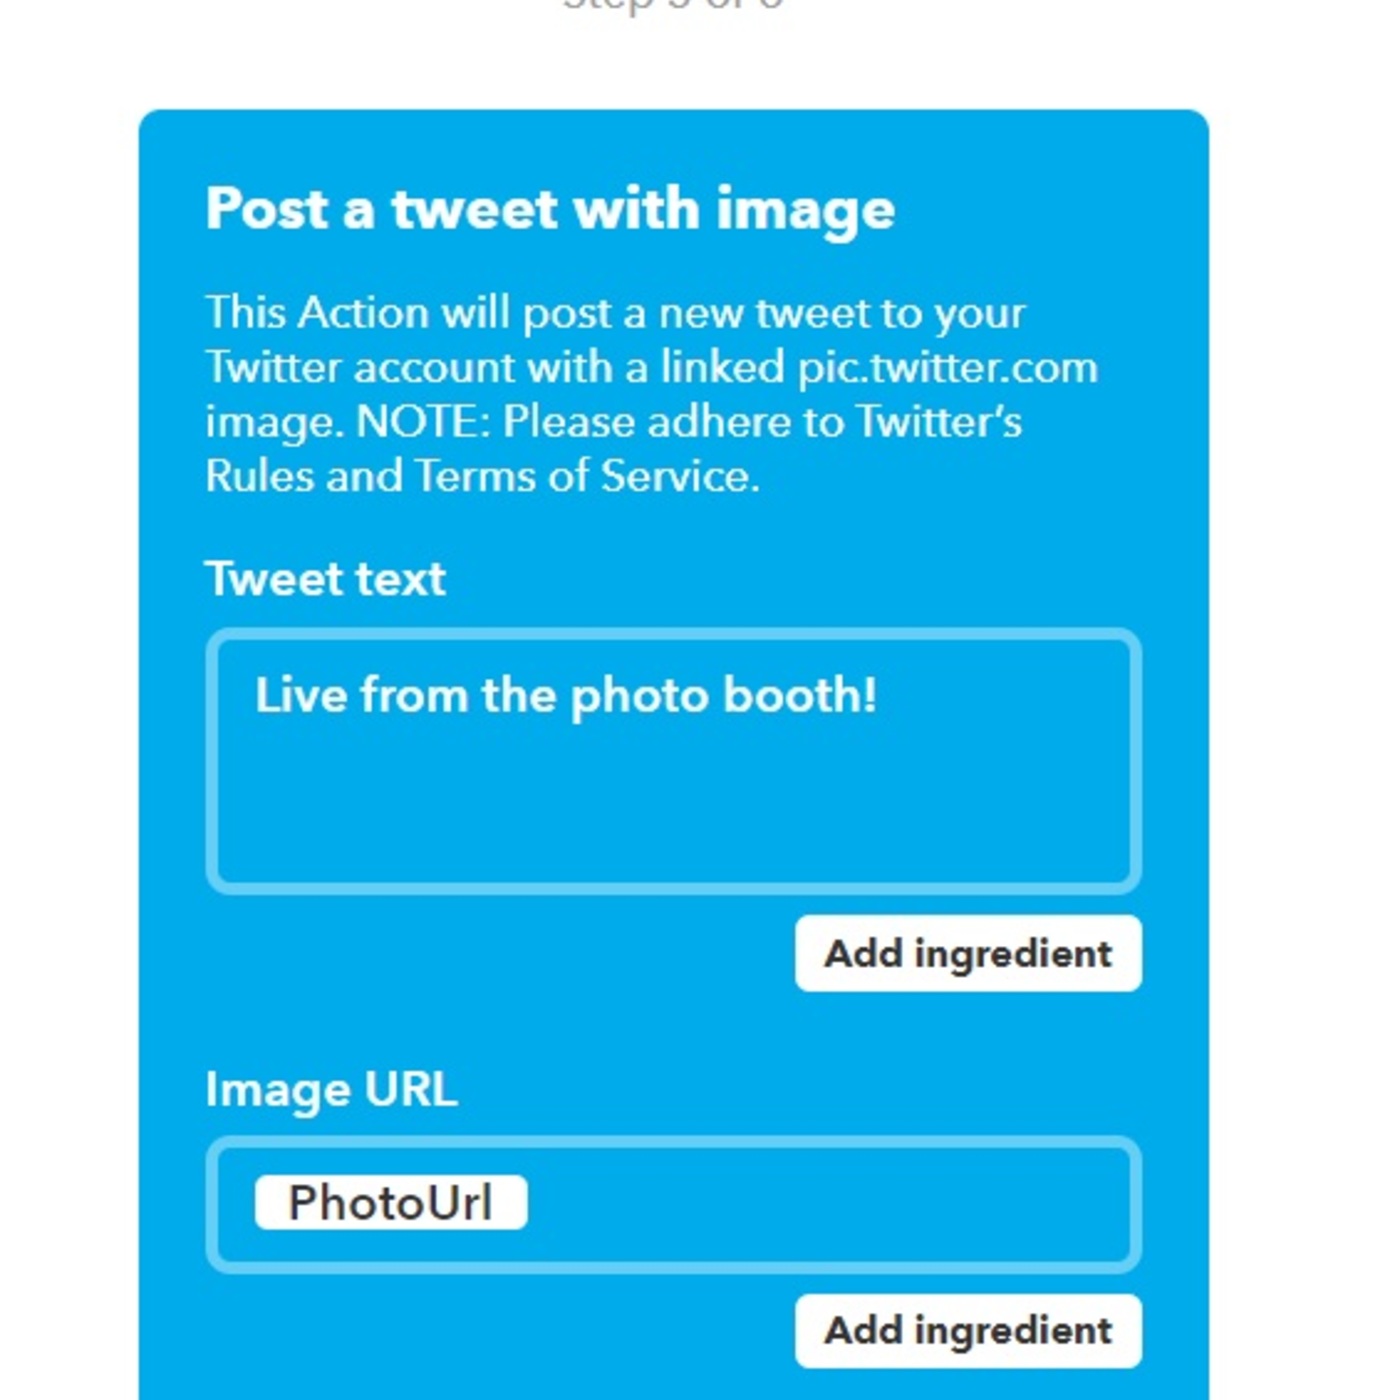 Post a tweet with image
This Action will post a new tweet to your
Twitter account with a linked pic.twitter.com
image. NOTE: Please adhere to Twitter’s
Rules and Terms of Service.
Tweet text
Live from the photo booth!
Add ingredient
Image URL
PhotoUrl
Add ingredient